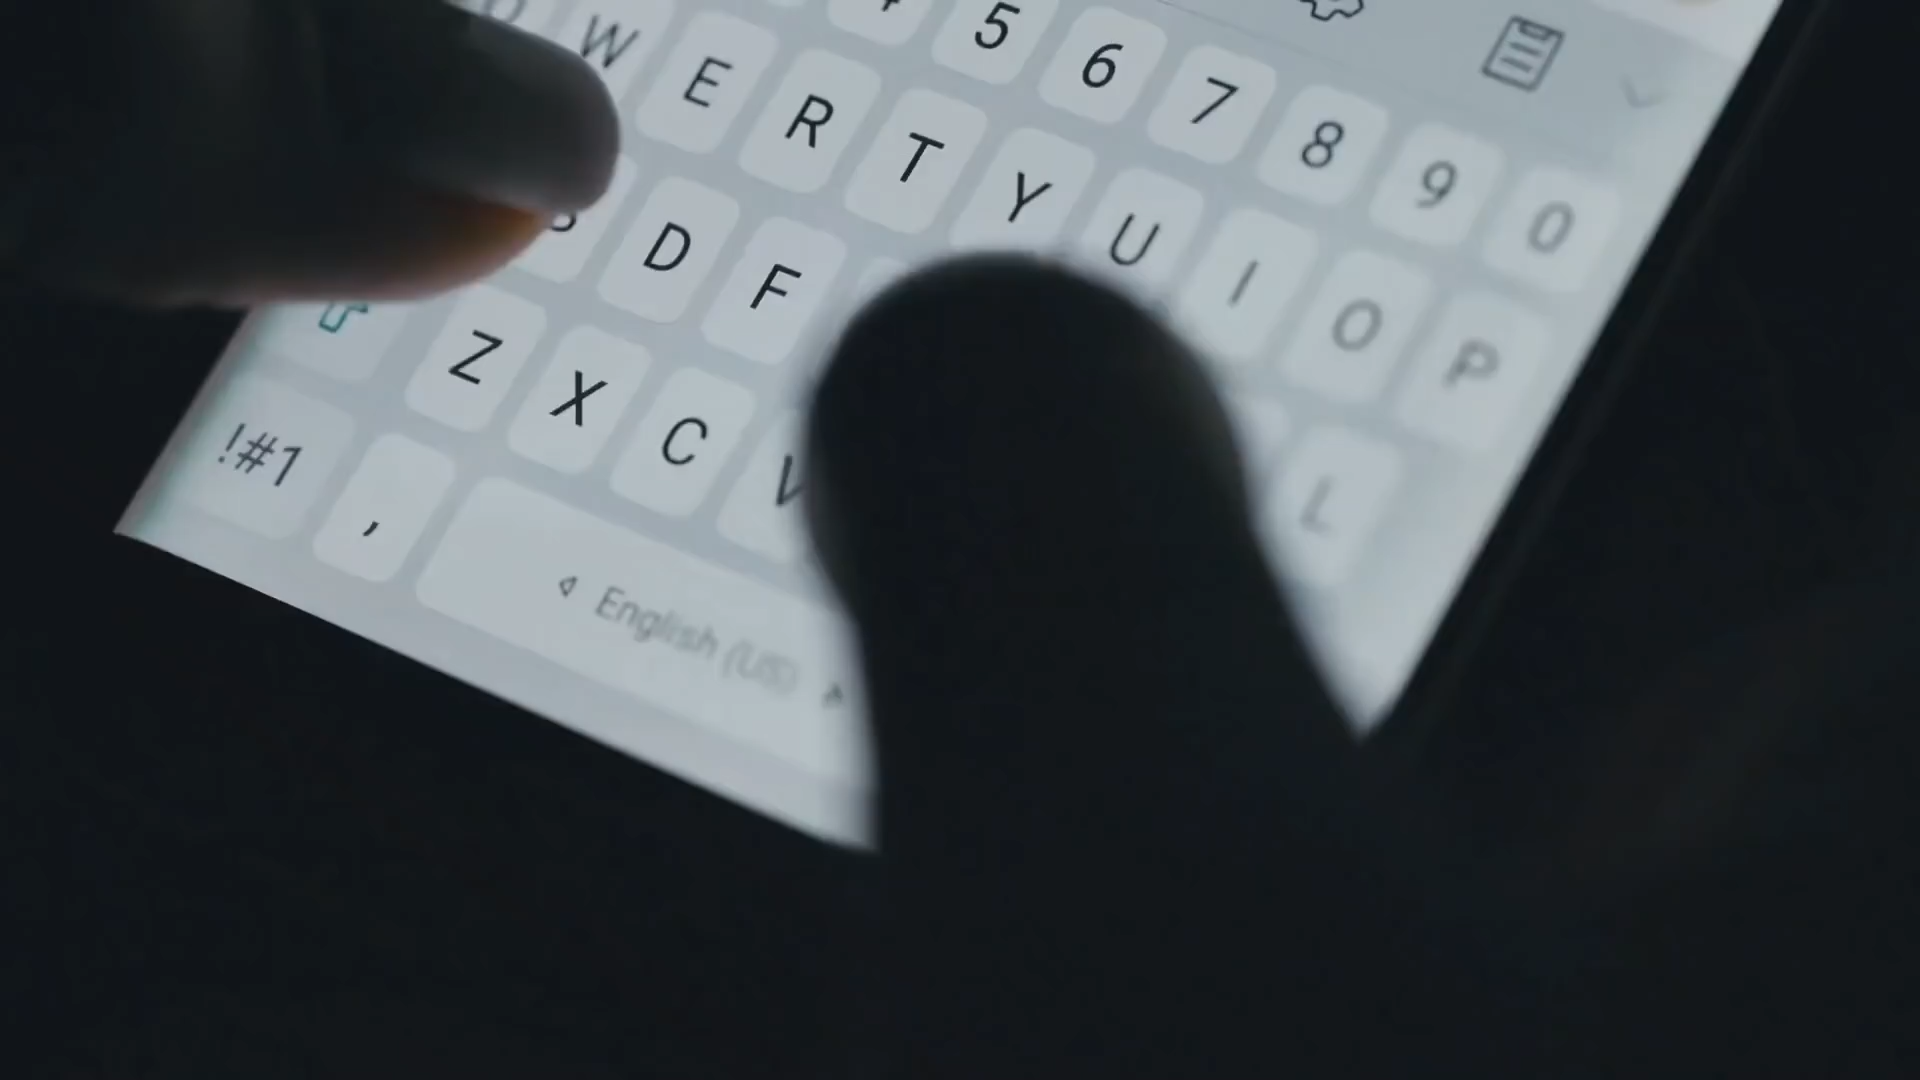 5 6 7 8 9 0
W E R T Y U I O P
D F L
Z X C V
!#1 , English (US)